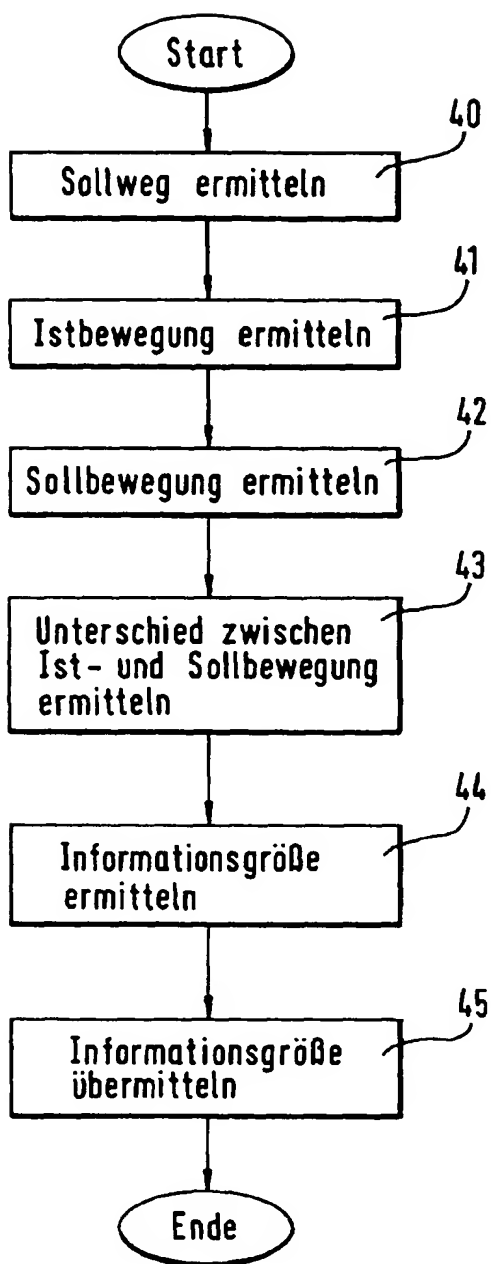 Start
40
Sollweg ermitteln
41
Istbewegung ermitteln
42
Sollbewegung ermitteln
43
Unterschied zwischen
Ist- und Sollbewegung
ermitteln
44
Informationsgröße
ermitteln
45
Informationsgröße
übermitteln
Ende